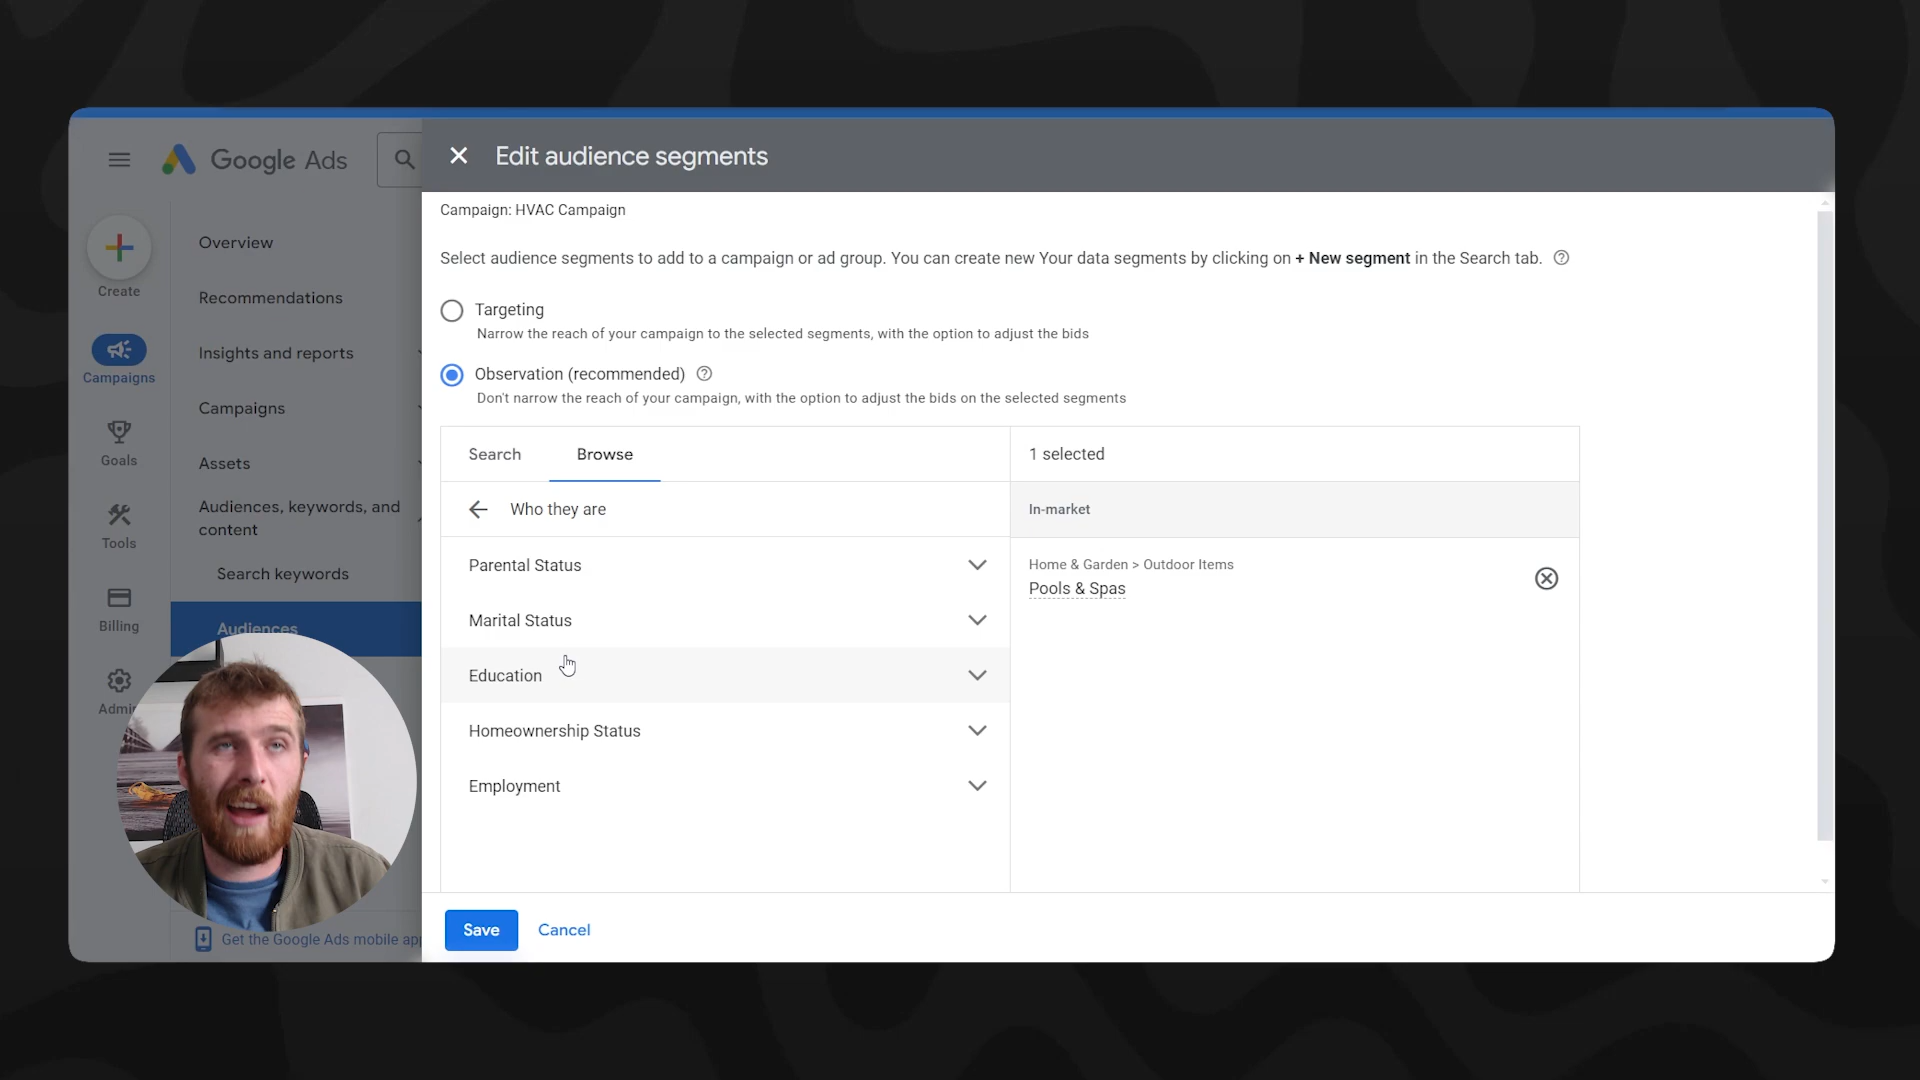 Google Ads
Edit audience segments
Campaign: HVAC Campaign
Select audience segments to add to a campaign or ad group. You can create new Your data segments by clicking on + New segment in the Search tab.
Targeting
Narrow the reach of your campaign to the selected segments, with the option to adjust the bids
Observation (recommended)
Don't narrow the reach of your campaign, with the option to adjust the bids on the selected segments
Search
Browse
1 selected
Who they are
In-market
Parental Status
Home & Garden > Outdoor Items
Pools & Spas
Marital Status
Education
Homeownership Status
Employment
Save
Cancel
Create
Campaigns
Goals
Tools
Billing
Admin
Overview
Recommendations
Insights and reports
Campaigns
Assets
Audiences, keywords, and
content
Search keywords
Audiences
Get the Google Ads mobile app